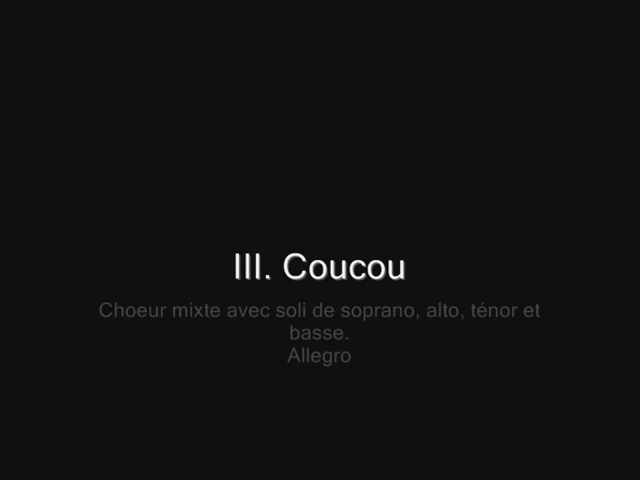 III. Coucou
Choeur mixte avec soli de soprano, alto, ténor et
basse.
Allegro